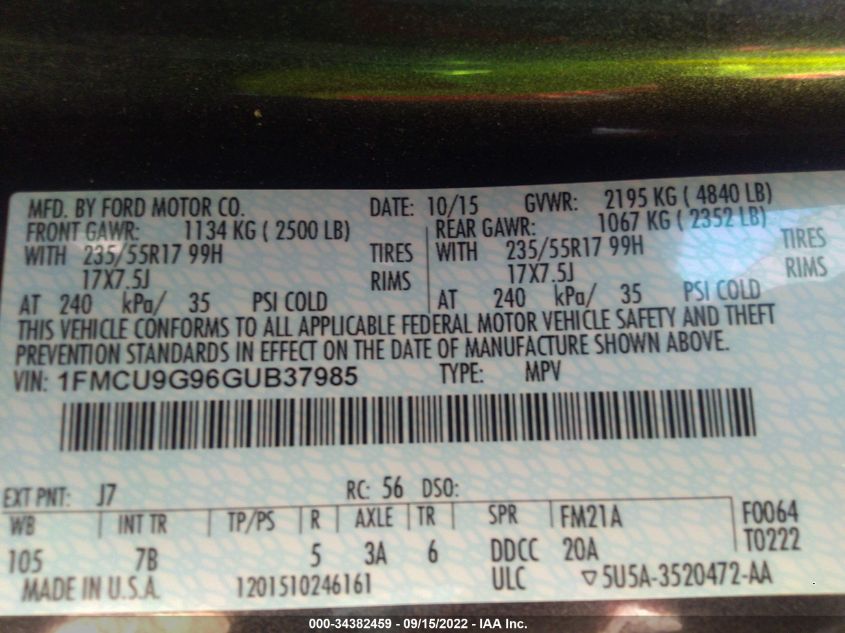 MFD. BY FORD MOTOR CO. DATE: 10/15 GVWR: 2195 KG ( 4840 LB)
FRONT GAWR: 1134 KG ( 2500 LB) REAR GAWR: 1067 KG ( 2352 LB)
WITH 235/55R17 99H TIRES WITH 235/55R17 99H TIRES
17X7.5J RIMS 17X7.5J RIMS
AT 240 kPa/ 35 PSI COLD AT 240 kPa/ 35 PSI COLD
THIS VEHICLE CONFORMS TO ALL APPLICABLE FEDERAL MOTOR VEHICLE SAFETY AND THEFT
PREVENTION STANDARDS IN EFFECT ON THE DATE OF MANUFACTURE SHOWN ABOVE.
VIN: 1FMCU9G96GUB37985 TYPE: MPV
EXT PNT: J7 RC: 56 DSO:
WB INT TR TP/PS R AXLE TR SPR FM21A F0064
105 7B 5 3A 6 DDCC 20A T0222
MADE IN U.S.A. 1201510246161 ULC ▽5U5A-3520472-AA
000-34382459 - 09/15/2022 - IAA Inc.